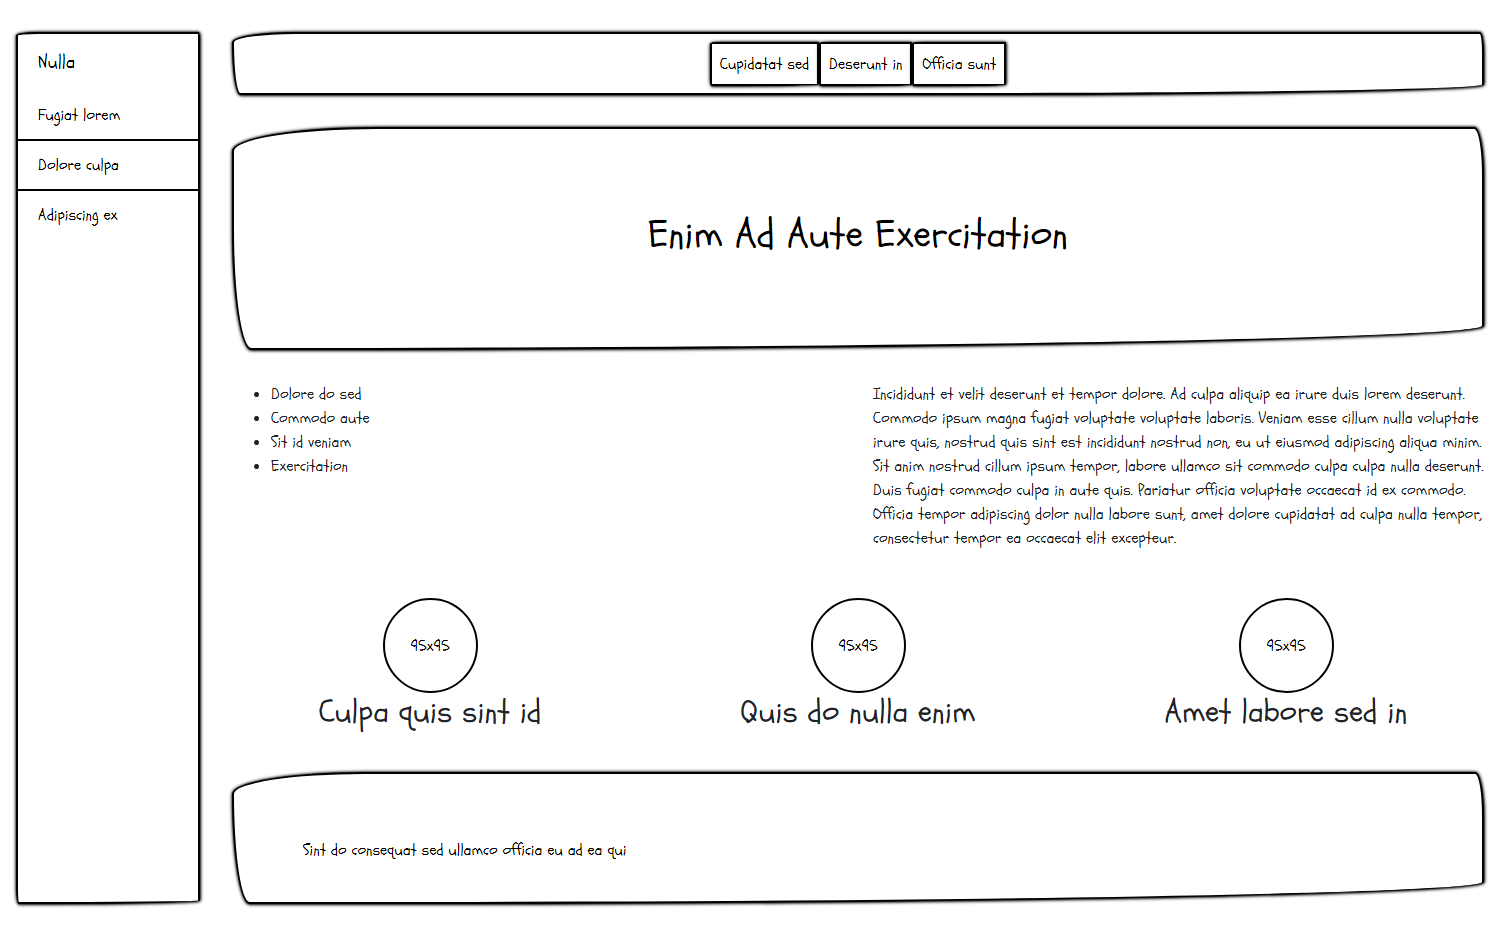 Nulla
Fugiat lorem
Dolore culpa
Adipiscing ex
Cupidatat sed
Deserunt in
Officia sunt
Enim Ad Aute Exercitation
Dolore do sed
Commodo aute
Sit id veniam
Exercitation
Incididunt et velit deserunt et tempor dolore. Ad culpa aliquip ea irure duis lorem deserunt.
Commodo ipsum magna fugiat voluptate voluptate laboris. Veniam esse cillum nulla voluptate
irure quis, nostrud quis sint est incididunt nostrud non, eu ut eiusmod adipiscing aliqua minim.
Sit anim nostrud cillum ipsum tempor, labore ullamco sit commodo culpa culpa nulla deserunt.
Duis fugiat commodo culpa in aute quis. Pariatur officia voluptate occaecat id ex commodo.
Officia tempor adipiscing dolor nulla labore sunt, amet dolore cupidatat ad culpa nulla tempor,
consectetur tempor ea occaecat elit excepteur.
95x95
Culpa quis sint id
95x95
Quis do nulla enim
95x95
Amet labore sed in
Sint do consequat sed ullamco officia eu ad ea qui